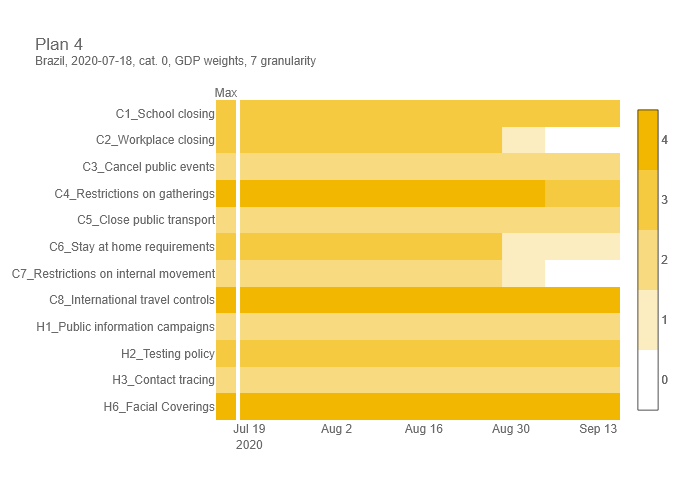 Plan 4
Brazil, 2020-07-18, cat. 0, GDP weights, 7 granularity
Max
C1_School closing
C2_Workplace closing
C3_Cancel public events
C4_Restrictions on gatherings
C5_Close public transport
C6_Stay at home requirements
C7_Restrictions on internal movement
C8_International travel controls
H1_Public information campaigns
H2_Testing policy
H3_Contact tracing
H6_Facial Coverings
Jul 19 Aug 2 Aug 16 Aug 30 Sep 13
2020
4
3
2
1
0